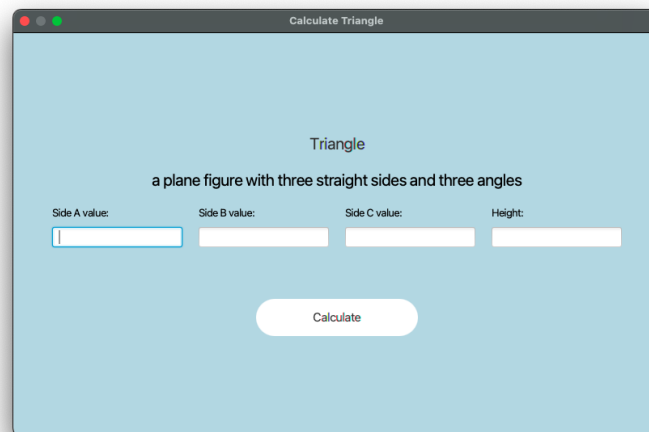 Calculate Triangle
Triangle
a plane figure with three straight sides and three angles
Side A value: Side B value: Side C value: Height:
Calculate